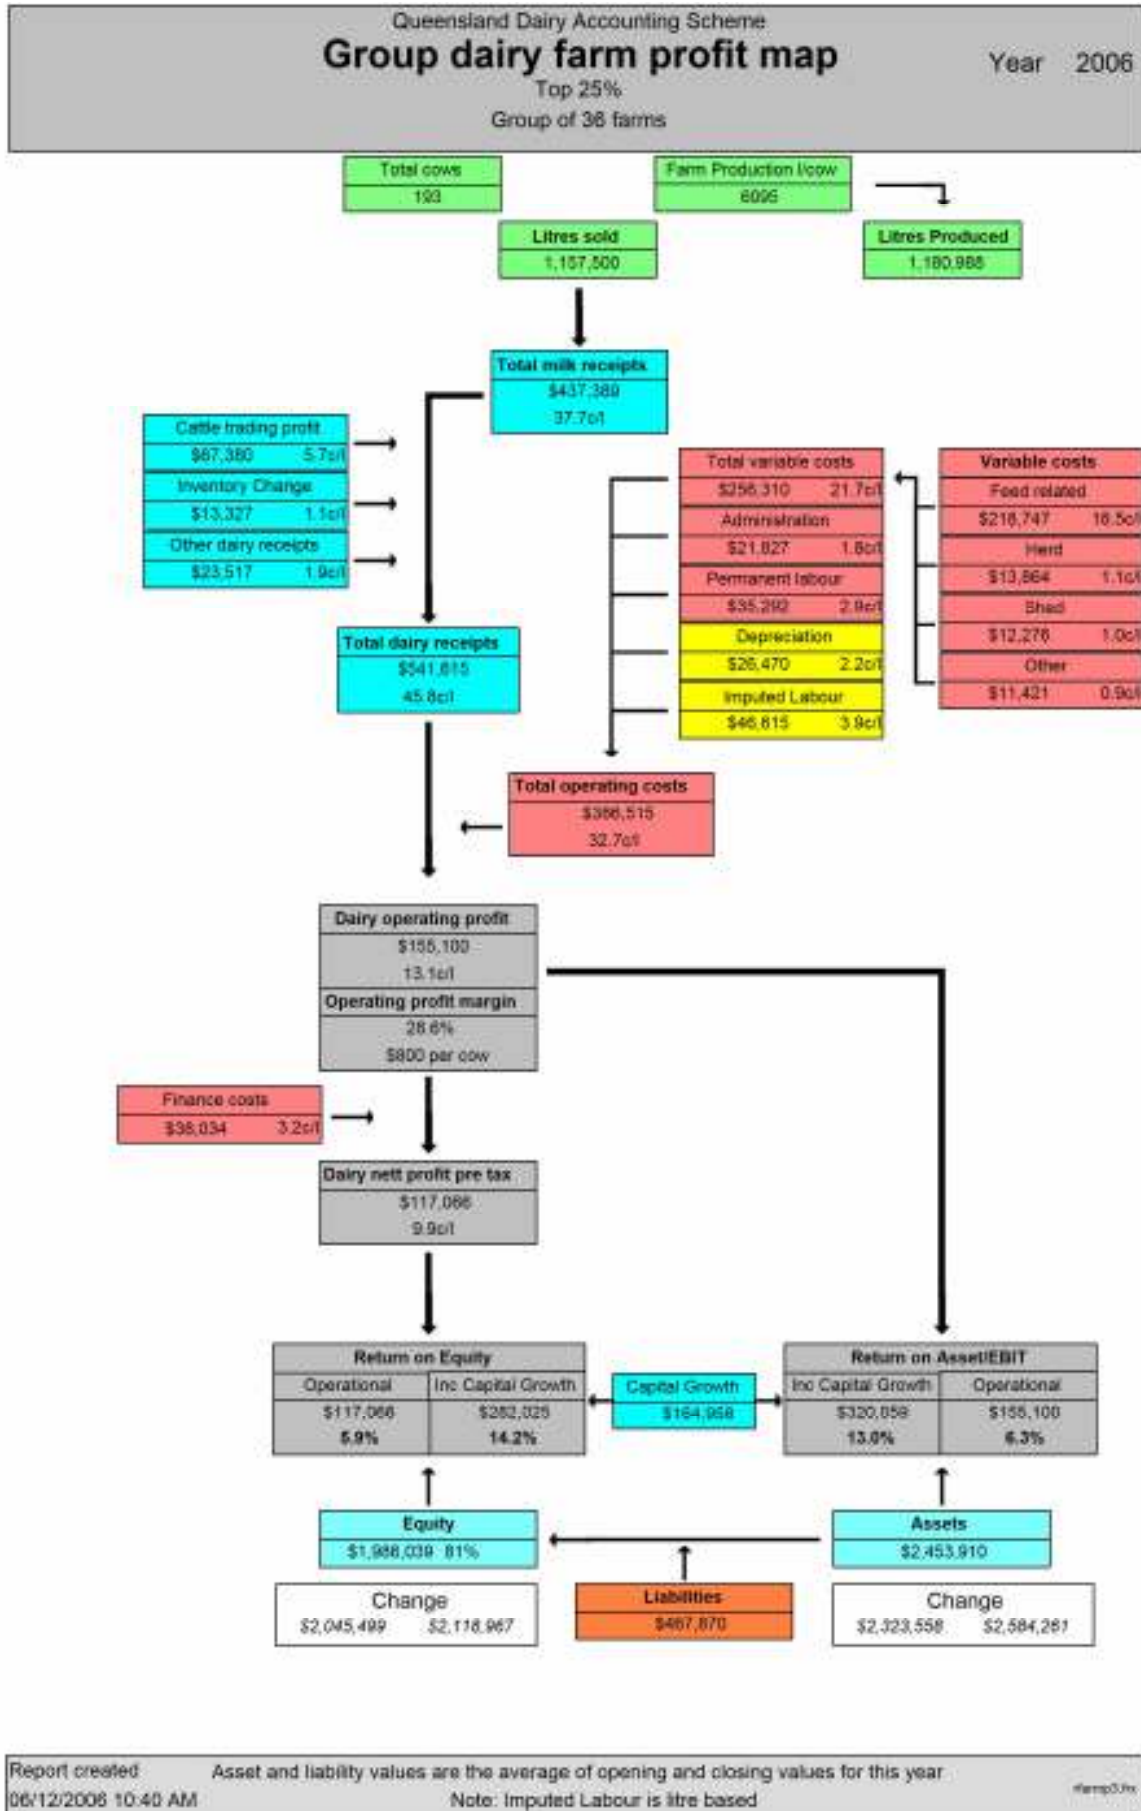 Queensland Dairy Accounting Scheme
Group dairy farm profit map
Year 2006
Top 25%
Group of 36 farms
Total cows
193
Farm Production l/cow
6095
Litres sold
1,157,500
Litres Produced
1,180,988
Total milk receipts
$437,389
37.7c/l
Cattle trading profit
$67,380 5.7c/l
Inventory Change
$13,327 1.1c/l
Other dairy receipts
$23,517 1.9c/l
Total variable costs
$256,310 21.7c/l
Administration
$21,827 1.8c/l
Permanent labour
$35,292 2.9c/l
Depreciation
$26,470 2.2c/l
Imputed Labour
$46,615 3.9c/l
Variable costs
Feed related
$218,747 18.5c/l
Herd
$13,864 1.1c/l
Shed
$12,276 1.0c/l
Other
$11,421 0.9c/l
Total dairy receipts
$541,615
45.8c/l
Total operating costs
$386,515
32.7c/l
Dairy operating profit
$155,100
13.1c/l
Operating profit margin
28.6%
$800 per cow
Finance costs
$38,034 3.2c/l
Dairy nett profit pre tax
$117,066
9.9c/l
Return on Equity
Operational Inc Capital Growth
$117,066 $282,025
5.9% 14.2%
Capital Growth
$164,958
Return on Asset/EBIT
Inc Capital Growth Operational
$320,059 $155,100
13.0% 6.3%
Equity
$1,988,039 81%
Assets
$2,453,910
Change
$2,045,499 $2,118,967
Liabilities
$467,870
Change
$2,323,558 $2,584,261
Report created
06/12/2006 10:40 AM
Asset and liability values are the average of opening and closing values for this year
Note: Imputed Labour is litre based